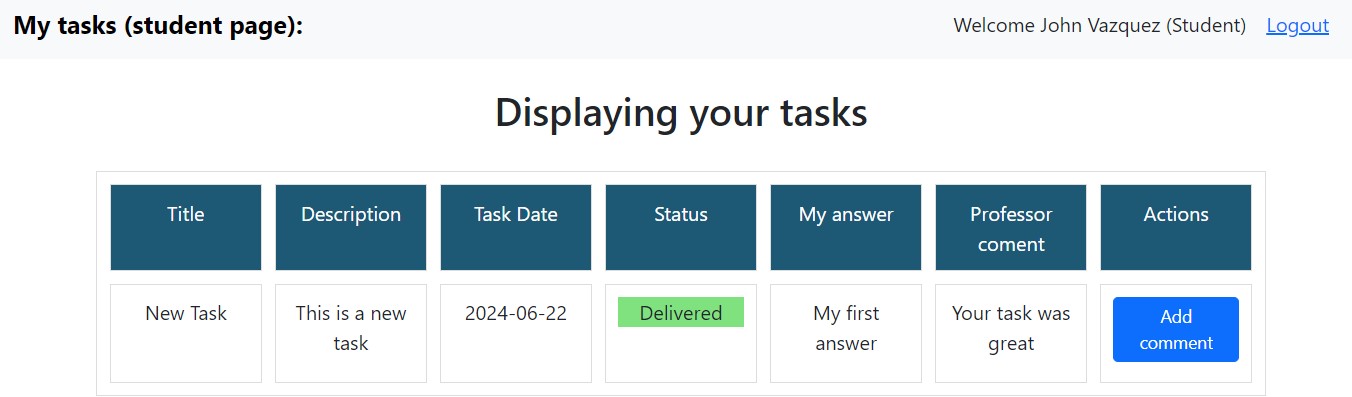 My tasks (student page):
Welcome John Vazquez (Student) Logout
Displaying your tasks
Title
Description
Task Date
Status
My answer
Professor
coment
Actions
New Task
This is a new
task
2024-06-22
Delivered
My first
answer
Your task was
great
Add
comment